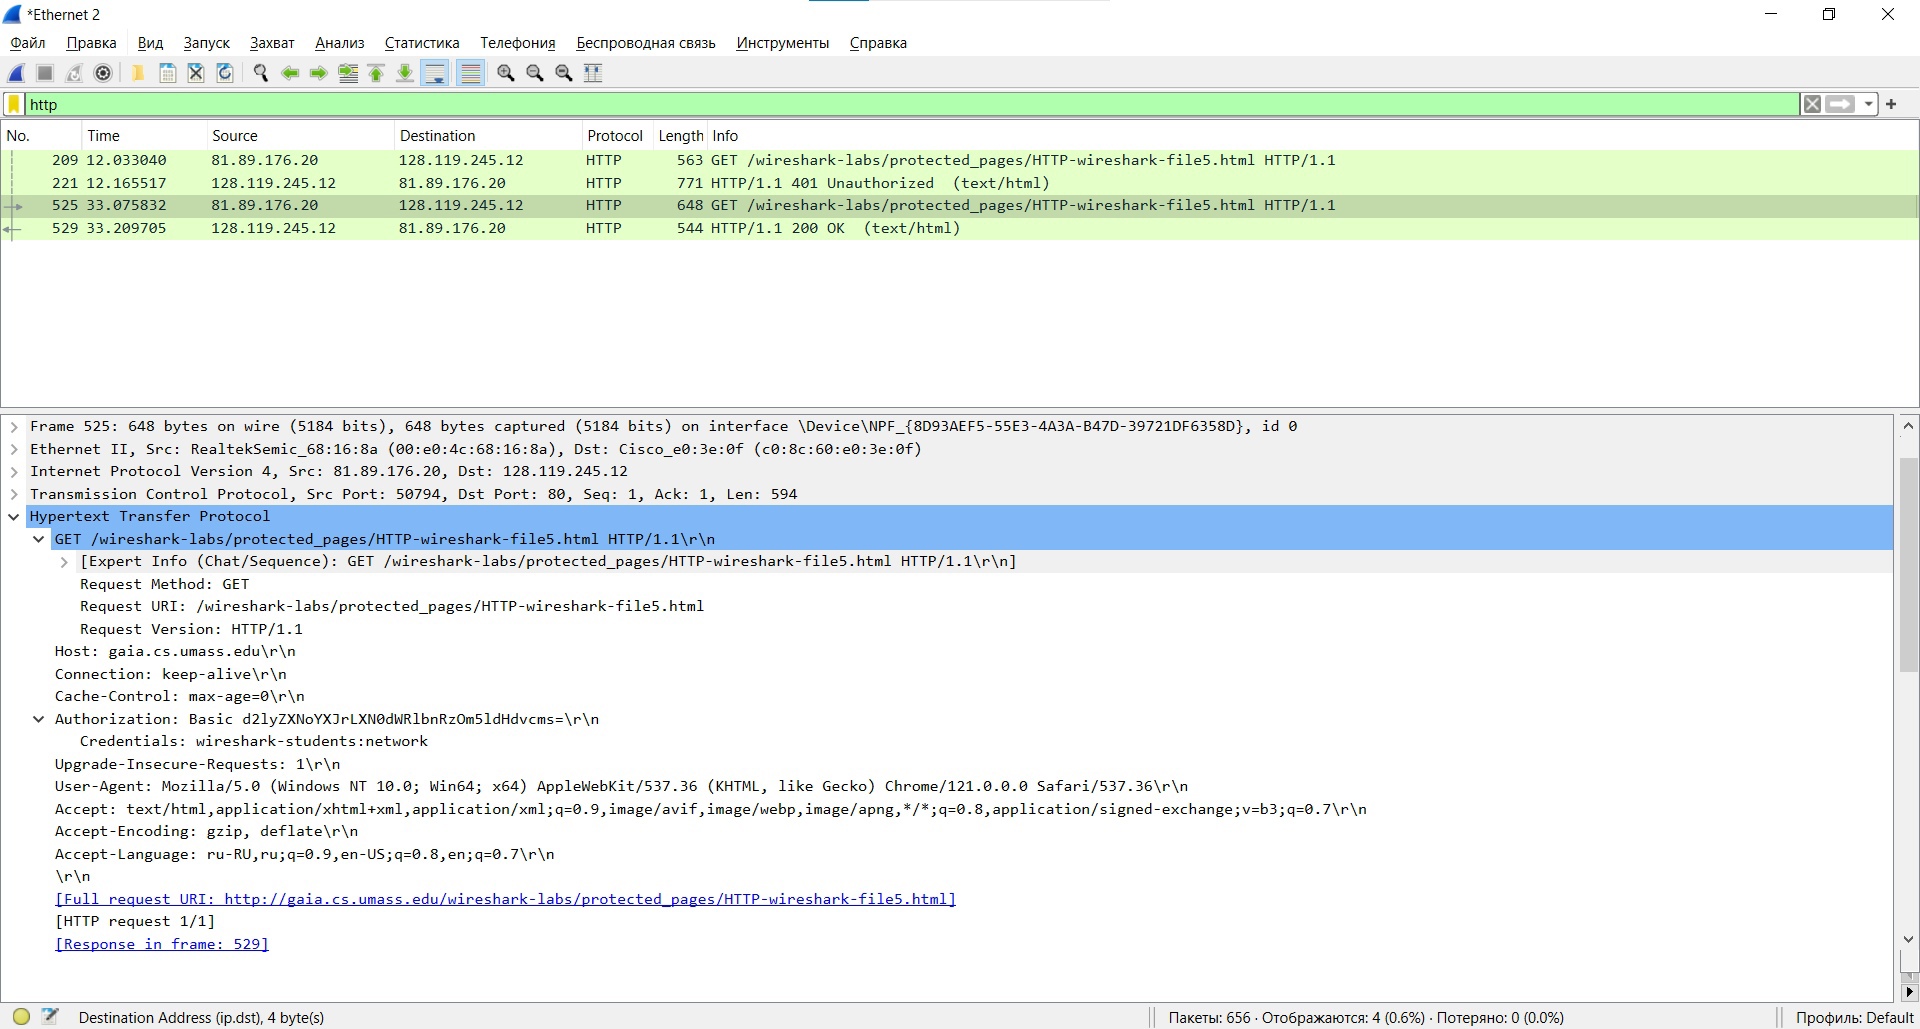 *Ethernet 2
Файл Правка Вид Запуск Захват Анализ Статистика Телефония Беспроводная связь Инструменты Справка
http
No. Time Source Destination Protocol Length Info
209 12.033040 81.89.176.20 128.119.245.12 HTTP 563 GET /wireshark-labs/protected_pages/HTTP-wireshark-file5.html HTTP/1.1
221 12.165517 128.119.245.12 81.89.176.20 HTTP 771 HTTP/1.1 401 Unauthorized (text/html)
525 33.075832 81.89.176.20 128.119.245.12 HTTP 648 GET /wireshark-labs/protected_pages/HTTP-wireshark-file5.html HTTP/1.1
529 33.209705 128.119.245.12 81.89.176.20 HTTP 544 HTTP/1.1 200 OK (text/html)
Frame 525: 648 bytes on wire (5184 bits), 648 bytes captured (5184 bits) on interface \Device\NPF_{8D93AEF5-55E3-4A3A-B47D-39721DF6358D}, id 0
Ethernet II, Src: RealtekSemic_68:16:8a (00:e0:4c:68:16:8a), Dst: Cisco_e0:3e:0f (c0:8c:60:e0:3e:0f)
Internet Protocol Version 4, Src: 81.89.176.20, Dst: 128.119.245.12
Transmission Control Protocol, Src Port: 50794, Dst Port: 80, Seq: 1, Ack: 1, Len: 594
Hypertext Transfer Protocol
GET /wireshark-labs/protected_pages/HTTP-wireshark-file5.html HTTP/1.1\r\n
[Expert Info (Chat/Sequence): GET /wireshark-labs/protected_pages/HTTP-wireshark-file5.html HTTP/1.1\r\n]
Request Method: GET
Request URI: /wireshark-labs/protected_pages/HTTP-wireshark-file5.html
Request Version: HTTP/1.1
Host: gaia.cs.umass.edu\r\n
Connection: keep-alive\r\n
Cache-Control: max-age=0\r\n
Authorization: Basic d2lyZXNoYXJrLXN0dWRlbnRzOm5ldHdvcms=\r\n
Credentials: wireshark-students:network
Upgrade-Insecure-Requests: 1\r\n
User-Agent: Mozilla/5.0 (Windows NT 10.0; Win64; x64) AppleWebKit/537.36 (KHTML, like Gecko) Chrome/121.0.0.0 Safari/537.36\r\n
Accept: text/html,application/xhtml+xml,application/xml;q=0.9,image/avif,image/webp,image/apng,*/*;q=0.8,application/signed-exchange;v=b3;q=0.7\r\n
Accept-Encoding: gzip, deflate\r\n
Accept-Language: ru-RU,ru;q=0.9,en-US;q=0.8,en;q=0.7\r\n
\r\n
[Full request URI: http://gaia.cs.umass.edu/wireshark-labs/protected_pages/HTTP-wireshark-file5.html]
[HTTP request 1/1]
[Response in frame: 529]
Destination Address (ip.dst), 4 byte(s) Пакеты: 656 · Отображаются: 4 (0.6%) · Потеряно: 0 (0.0%) Профиль: Default